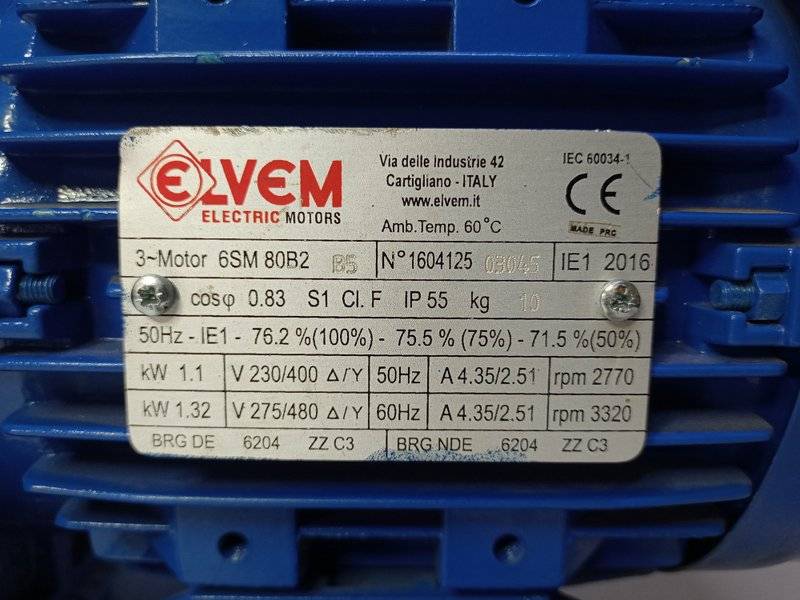 ELVEM
ELECTRIC MOTORS
Via delle Industrie 42
Cartigliano - ITALY
www.elvem.it
Amb.Temp. 60°C
IEC 60034-1
CE
MADE PRC
3~Motor 6SM 80B2 B5 N° 1604125 03045 IE1 2016
cosφ 0.83 S1 Cl. F IP 55 kg 10
50Hz - IE1 - 76.2 %(100%) - 75.5 % (75%) - 71.5 %(50%)
kW 1.1 V 230/400 Δ/Y 50Hz A 4.35/2.51 rpm 2770
kW 1.32 V 275/480 Δ/Y 60Hz A 4.35/2.51 rpm 3320
BRG DE 6204 ZZ C3 BRG NDE 6204 ZZ C3